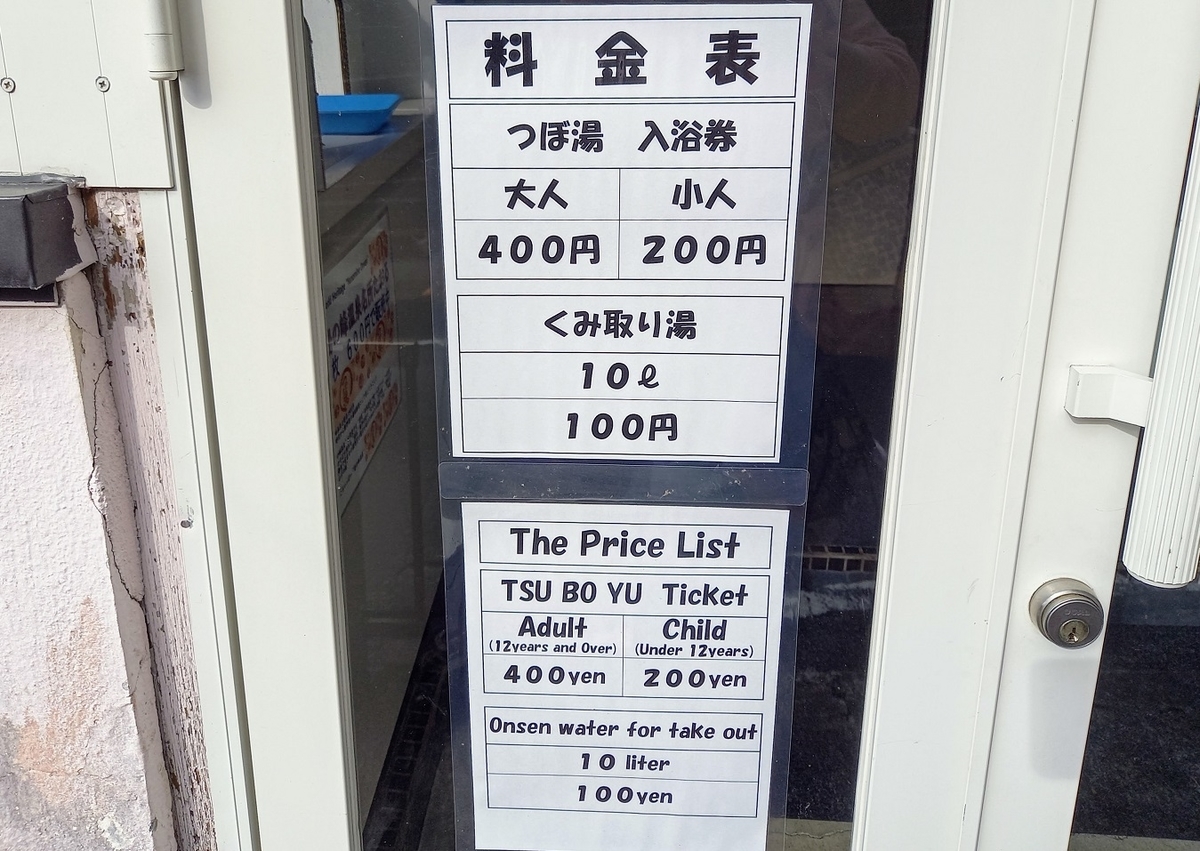 料 金 表
つぼ湯 入浴券
大人 小人
400円 200円
くみ取り湯
10ℓ
100円
The Price List
TSU BO YU Ticket
Adult Child
(12years and Over) (Under 12years)
400yen 200yen
Onsen water for take out
10 liter
100yen